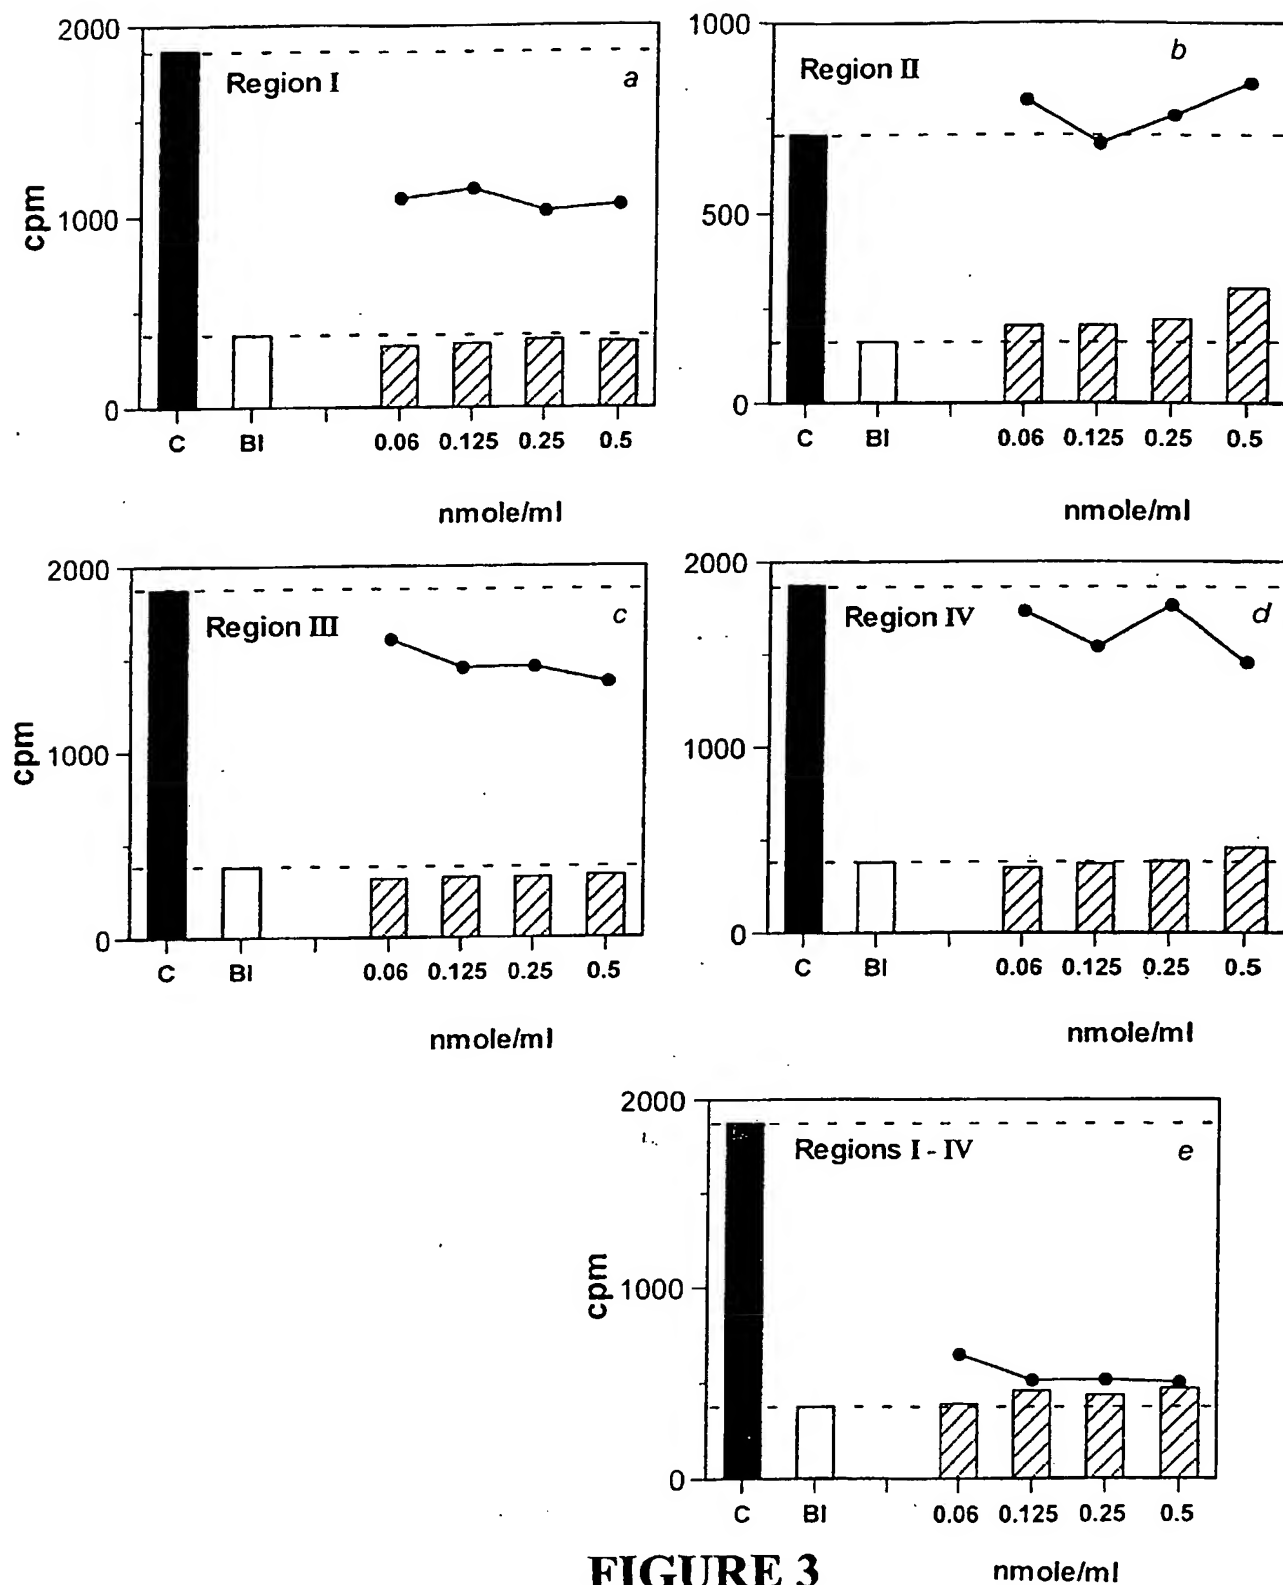 2000
1000
0
cpm
Region I
a
C BI 0.06 0.125 0.25 0.5
nmole/ml
1000
500
0
Region II
b
C BI 0.06 0.125 0.25 0.5
nmole/ml
2000
1000
0
cpm
Region III
c
C BI 0.06 0.125 0.25 0.5
nmole/ml
2000
1000
0
Region IV
d
C BI 0.06 0.125 0.25 0.5
nmole/ml
2000
1000
0
cpm
Regions I - IV
e
C BI 0.06 0.125 0.25 0.5
nmole/ml
FIGURE 3